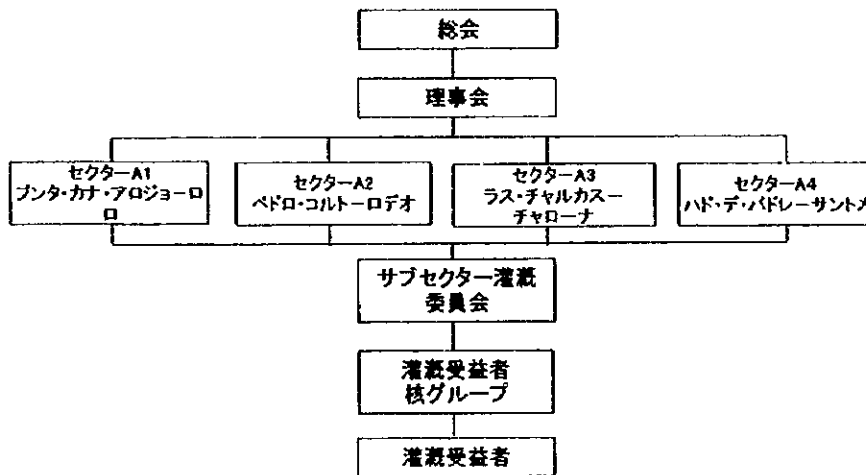 総会
理事会
セクターA1
プンタ・カナ・アロジョーロ
ロ
セクターA2
ペドロ・コルトーロデオ
セクターA3
ラス・チャルカスー
チャローナ
セクターA4
ハド・デ・パドレーサントメ
サブセクター灌漑
委員会
灌漑受益者
核グループ
灌漑受益者